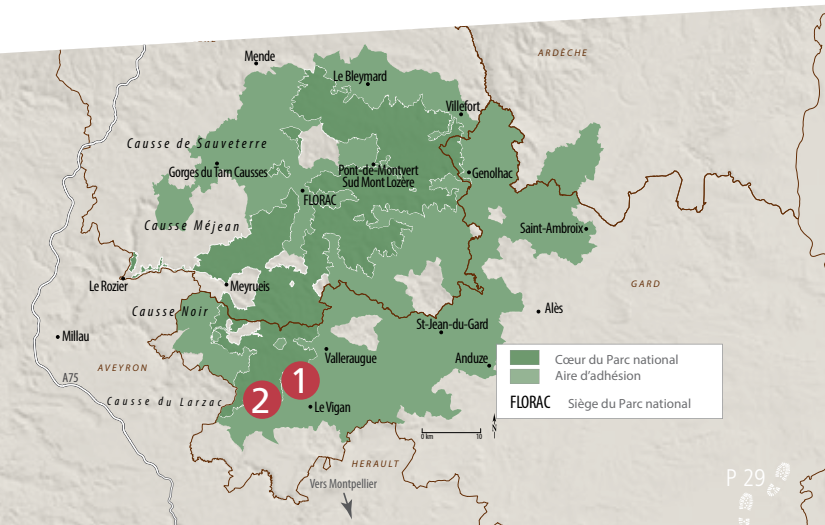 ARDÈCHE
Mende
Le Bleymard
Villefort
Causse de Sauveterre
Gorges du Tarn Causses
Pont-de-Montvert
Sud Mont Lozère
Genolhac
FLORAC
Causse Méjean
Saint-Ambroix
Le Rozier
Meyrueis
GARD
Causse Noir
Alès
St-Jean-du-Gard
Millau
Valleraugue
Anduze
AVEYRON
A75
1
2
Causse du Larzac
Le Vigan
Cœur du Parc national
Aire d'adhésion
FLORAC Siège du Parc national
N
0 km 10
HERAULT
Vers Montpellier
P 29